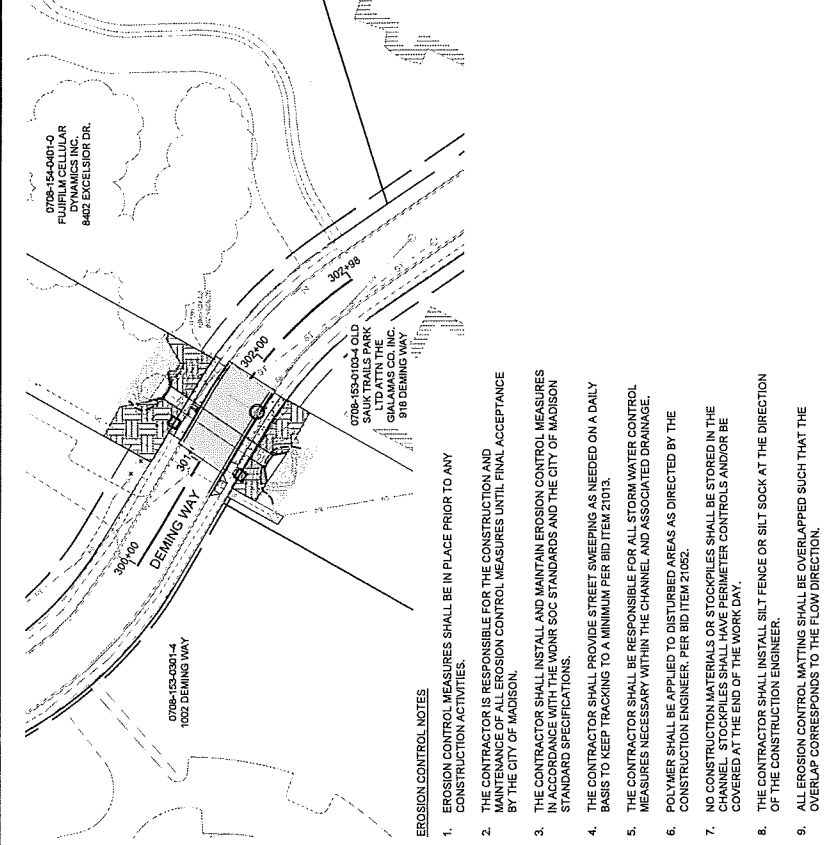 0708-154-0401-0
FUJIFILM CELLULAR
DYNAMICS INC.
8402 EXCELSIOR DR.
302+98
302+00
301+
300+00
DEMING WAY
0708-153-0103-4 OLD
SAUK TRAILS PARK
LTD ATTN THE
GIALAMAS CO. INC.
918 DEMING WAY
0708-153-0301-4
1002 DEMING WAY
EROSION CONTROL NOTES
1. EROSION CONTROL MEASURES SHALL BE IN PLACE PRIOR TO ANY
CONSTRUCTION ACTIVITIES.
2. THE CONTRACTOR IS RESPONSIBLE FOR THE CONSTRUCTION AND
MAINTENANCE OF ALL EROSION CONTROL MEASURES UNTIL FINAL ACCEPTANCE
BY THE CITY OF MADISON.
3. THE CONTRACTOR SHALL INSTALL AND MAINTAIN EROSION CONTROL MEASURES
IN ACCORDANCE WITH THE WDNR SOC STANDARDS AND THE CITY OF MADISON
STANDARD SPECIFICATIONS.
4. THE CONTRACTOR SHALL PROVIDE STREET SWEEPING AS NEEDED ON A DAILY
BASIS TO KEEP TRACKING TO A MINIMUM PER BID ITEM 21013.
5. THE CONTRACTOR SHALL BE RESPONSIBLE FOR ALL STORM WATER CONTROL
MEASURES NECESSARY WITHIN THE CHANNEL AND ASSOCIATED DRAINAGE.
6. POLYMER SHALL BE APPLIED TO DISTURBED AREAS AS DIRECTED BY THE
CONSTRUCTION ENGINEER. PER BID ITEM 21052.
7. NO CONSTRUCTION MATERIALS OR STOCKPILES SHALL BE STORED IN THE
CHANNEL. STOCKPILES SHALL HAVE PERIMETER CONTROLS AND/OR BE
COVERED AT THE END OF THE WORK DAY.
8. THE CONTRACTOR SHALL INSTALL SILT FENCE OR SILT SOCK AT THE DIRECTION
OF THE CONSTRUCTION ENGINEER.
9. ALL EROSION CONTROL MATTING SHALL BE OVERLAPPED SUCH THAT THE
OVERLAP CORRESPONDS TO THE FLOW DIRECTION.